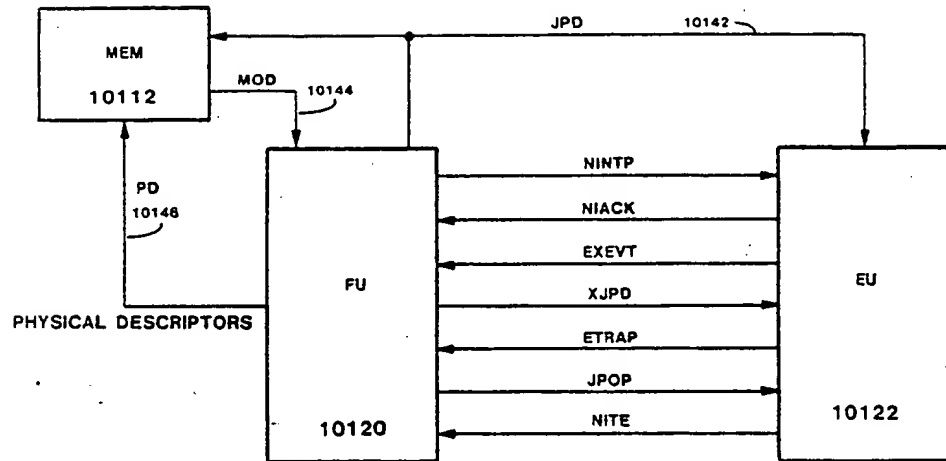 JPD
10142
MEM
10112
MOD
10144
PD
10146
PHYSICAL DESCRIPTORS
NINTP
NIACK
EXEVT
FU
XJPD
EU
ETRAP
JPOP
10120
NITE
10122